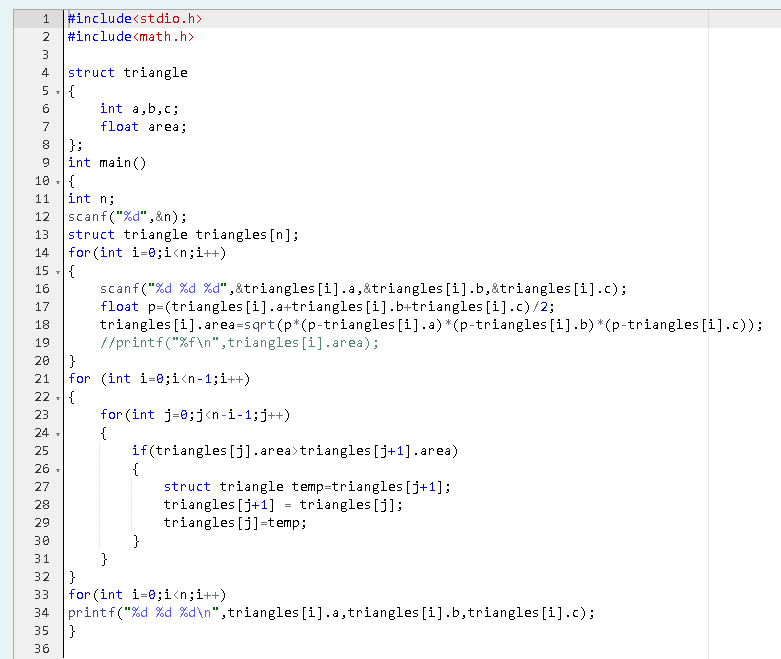 1 #include<stdio.h>
2 #include<math.h>
3
4 struct triangle
5 {
6     int a,b,c;
7     float area;
8 };
9 int main()
10 {
11 int n;
12 scanf("%d",&n);
13 struct triangle triangles[n];
14 for(int i=0;i<n;i++)
15 {
16     scanf("%d %d %d",&triangles[i].a,&triangles[i].b,&triangles[i].c);
17     float p=(triangles[i].a+triangles[i].b+triangles[i].c)/2;
18     triangles[i].area=sqrt(p*(p-triangles[i].a)*(p-triangles[i].b)*(p-triangles[i].c));
19     //printf("%f\n",triangles[i].area);
20 }
21 for (int i=0;i<n-1;i++)
22 {
23     for(int j=0;j<n-i-1;j++)
24     {
25         if(triangles[j].area>triangles[j+1].area)
26         {
27             struct triangle temp=triangles[j+1];
28             triangles[j+1] = triangles[j];
29             triangles[j]=temp;
30         }
31     }
32 }
33 for(int i=0;i<n;i++)
34 printf("%d %d %d\n",triangles[i].a,triangles[i].b,triangles[i].c);
35 }
36